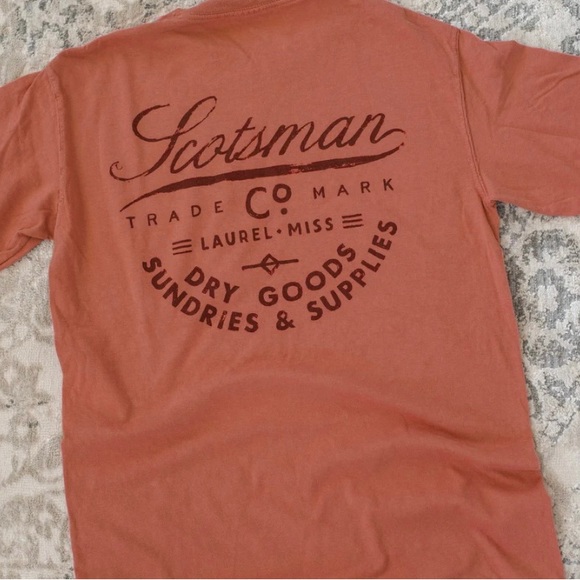 Scotsman
TRADE Co MARK
LAUREL • MISS
DRY GOODS
SUNDRIES & SUPPLIES